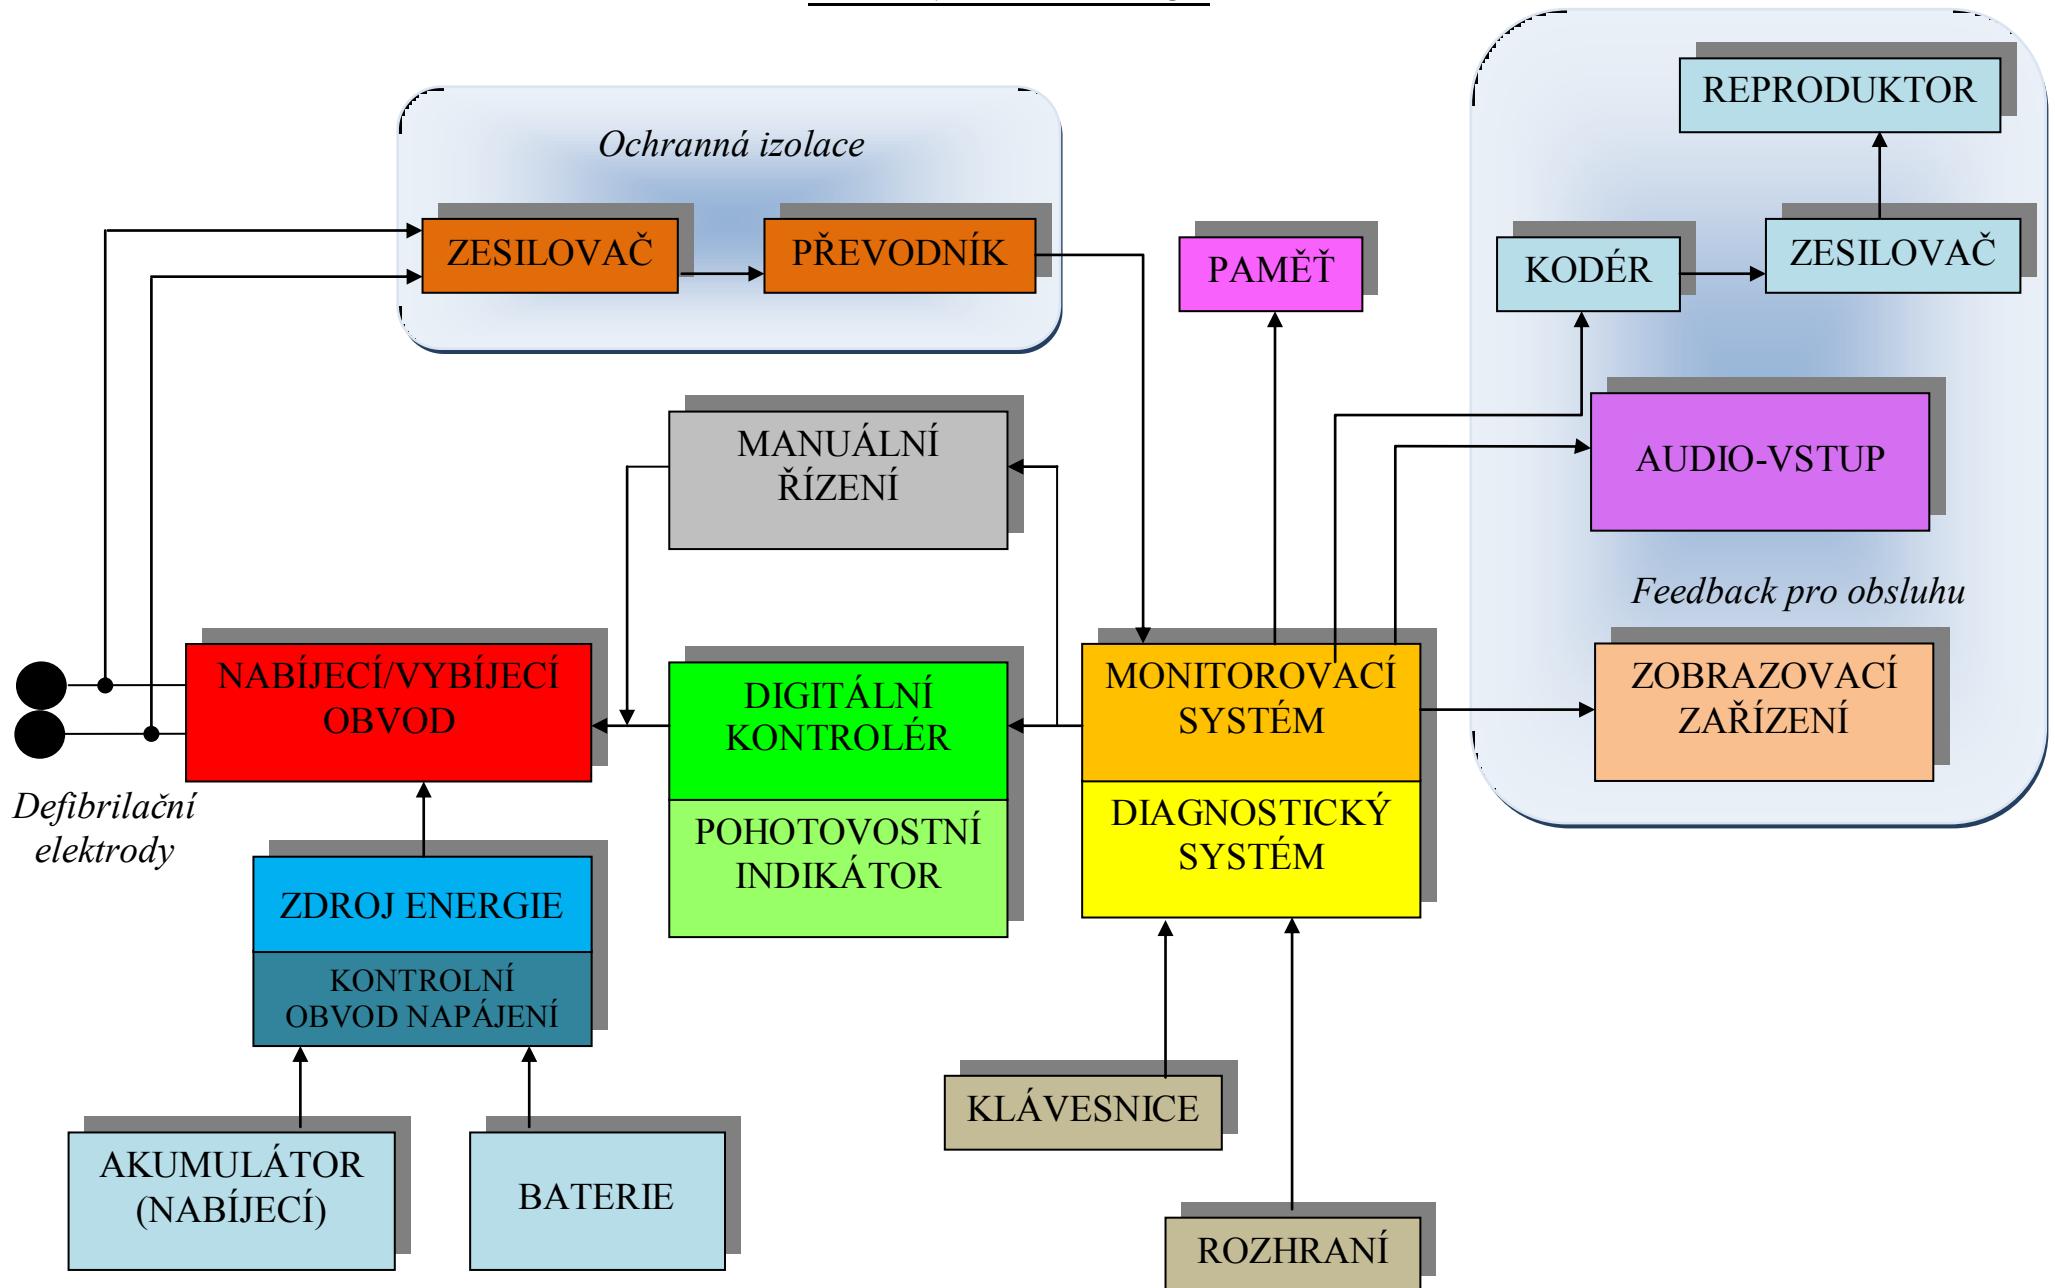 REPRODUKTOR
Ochranná izolace
ZESILOVAČ
PŘEVODNÍK
PAMĚŤ
KODÉR
ZESILOVAČ
MANUÁLNÍ
ŘÍZENÍ
AUDIO-VSTUP
Feedback pro obsluhu
NABÍJECÍ/VYBÍJECÍ
OBVOD
DIGITÁLNÍ
KONTROLÉR
MONITOROVACÍ
SYSTÉM
ZOBRAZOVACÍ
ZAŘÍZENÍ
Defibrilační
elektrody
POHOTOVOSTNÍ
INDIKÁTOR
DIAGNOSTICKÝ
SYSTÉM
ZDROJ ENERGIE
KONTROLNÍ
OBVOD NAPÁJENÍ
KLÁVESNICE
AKUMULÁTOR
(NABÍJECÍ)
BATERIE
ROZHRANÍ